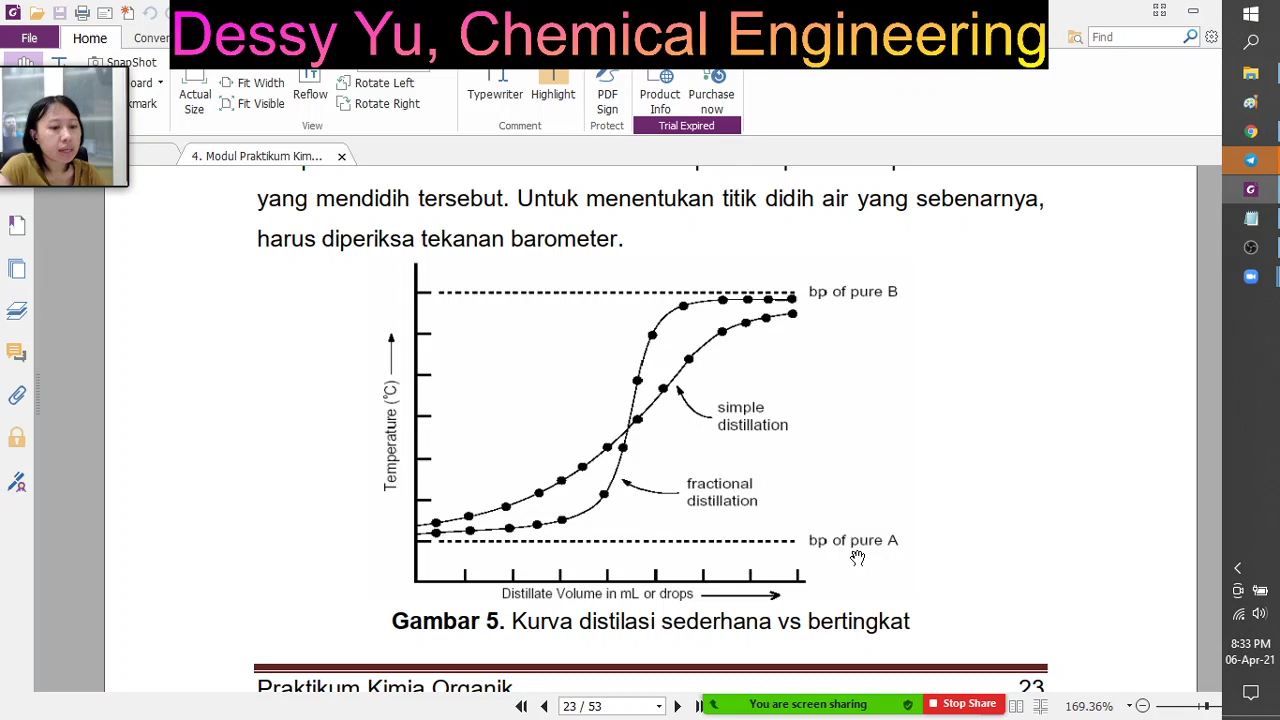 Dessy Yu, Chemical Engineering
File
Home
Conver
Find
SnapShot
Actual
Size
Fit Width
Fit Visible
Reflow
Rotate Left
Rotate Right
View
Typewriter
Highlight
Comment
PDF
Sign
Protect
Product
Info
Purchase
now
Trial Expired
4. Modul Praktikum Kim...
yang mendidih tersebut. Untuk menentukan titik didih air yang sebenarnya,
harus diperiksa tekanan barometer.
bp of pure B
Temperature (°C)
simple
distillation
fractional
distillation
bp of pure A
Distillate Volume in mL or drops
Gambar 5. Kurva distilasi sederhana vs bertingkat
Praktikum Kimia Organik
23
23 / 53
You are screen sharing
Stop Share
169.36%
8:33 PM
06-Apr-21